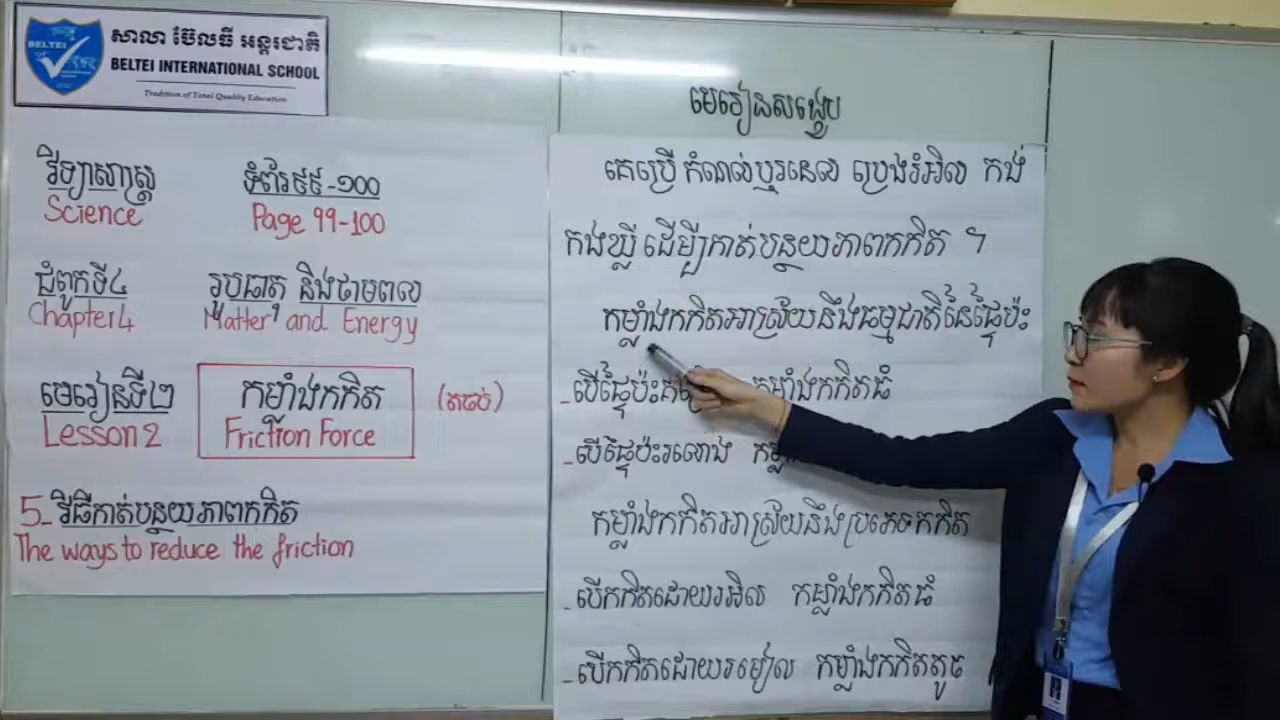 BELTEI
សាលា ប៊ែលធី អន្តរជាតិ
BELTEI INTERNATIONAL SCHOOL
Tradition of Total Quality Education
វិទ្យាសាស្ត្រ
ទំព័រ៩៩-១០០
Science
Page 99-100
ជំពូកទី៤
រូបធាតុ និងថាមពល
Chapter4
Matter and Energy
មេរៀនទី២
កម្លាំងកកិត
(តចប់)
Lesson 2
Friction Force
5_ វិធីកាត់បន្ថយភាពកកិត
The ways to reduce the friction
មេរៀនសង្ខេប
គេប្រើ កំណល់ឬរនេល ប្រេងរំអិល កង់
កង់ឃ្លី ដើម្បីកាត់បន្ថយភាពកកិត ។
កម្លាំងកកិតអាស្រ័យនឹងធម្មជាតិនៃផ្ទៃប៉ះ
_ បើផ្ទៃប៉ះ កម្លាំងកកិតធំ
_ បើផ្ទៃប៉ះរលោង
កម្លាំងកកិតអាស្រ័យនឹងប្រភេទកកិត
_ បើកកិតដោយរអិល កម្លាំងកកិតធំ
_ បើកកិតដោយរមៀល កម្លាំងកកិតតូច